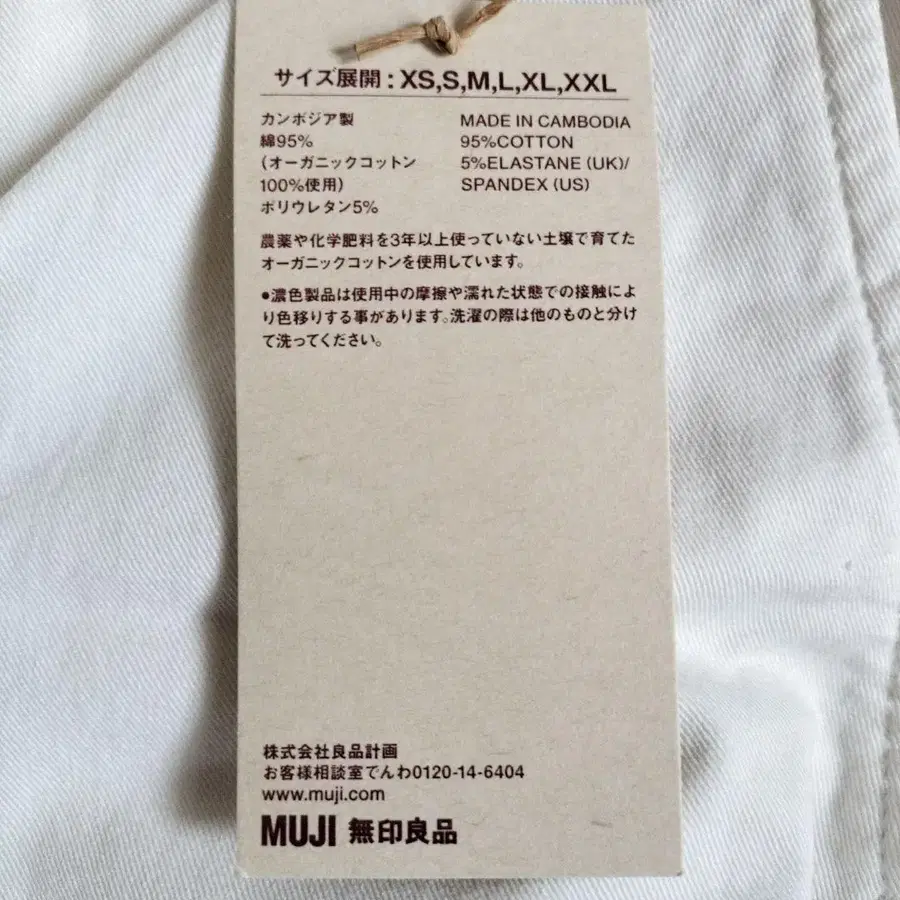 サイズ展開：XS,S,M,L,XL,XXL
カンボジア製
綿95%
(オーガニックコットン
100%使用)
ポリウレタン5%
MADE IN CAMBODIA
95%COTTON
5%ELASTANE (UK)/
SPANDEX (US)
農薬や化学肥料を3年以上使っていない土壌で育てた
オーガニックコットンを使用しています。
●濃色製品は使用中の摩擦や濡れた状態での接触によ
り色移りする事があります。洗濯の際は他のものと分け
て洗ってください。
株式会社良品計画
お客様相談室でんわ0120-14-6404
www.muji.com
MUJI 無印良品